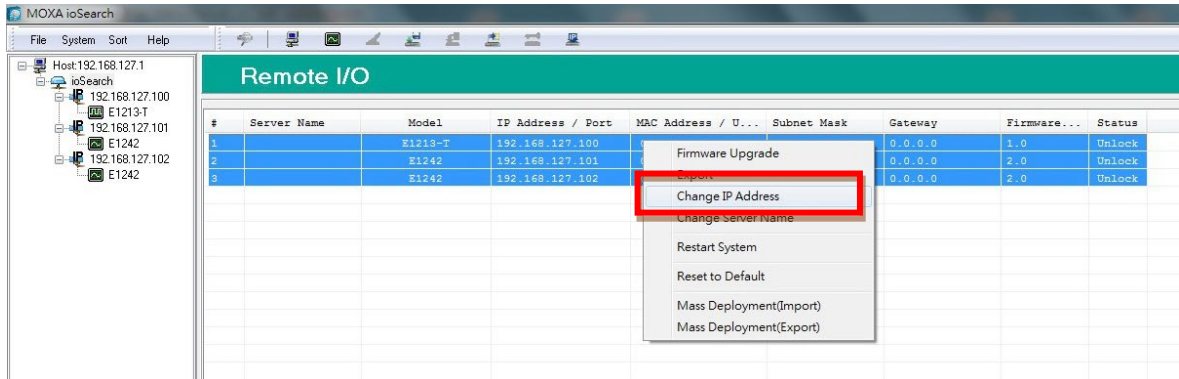 MOXA ioSearch
File System Sort Help
Host:192.168.127.1
ioSearch
192.168.127.100
E1213-T
192.168.127.101
E1242
192.168.127.102
E1242
Remote I/O
# Server Name Model IP Address / Port MAC Address / U... Subnet Mask Gateway Firmware... Status
1 E1213-T 192.168.127.100 0.0.0.0 1.0 Unlock
2 E1242 192.168.127.101 0.0.0.0 2.0 Unlock
3 E1242 192.168.127.102 0.0.0.0 2.0 Unlock
Firmware Upgrade
Export
Change IP Address
Change Server Name
Restart System
Reset to Default
Mass Deployment(Import)
Mass Deployment(Export)